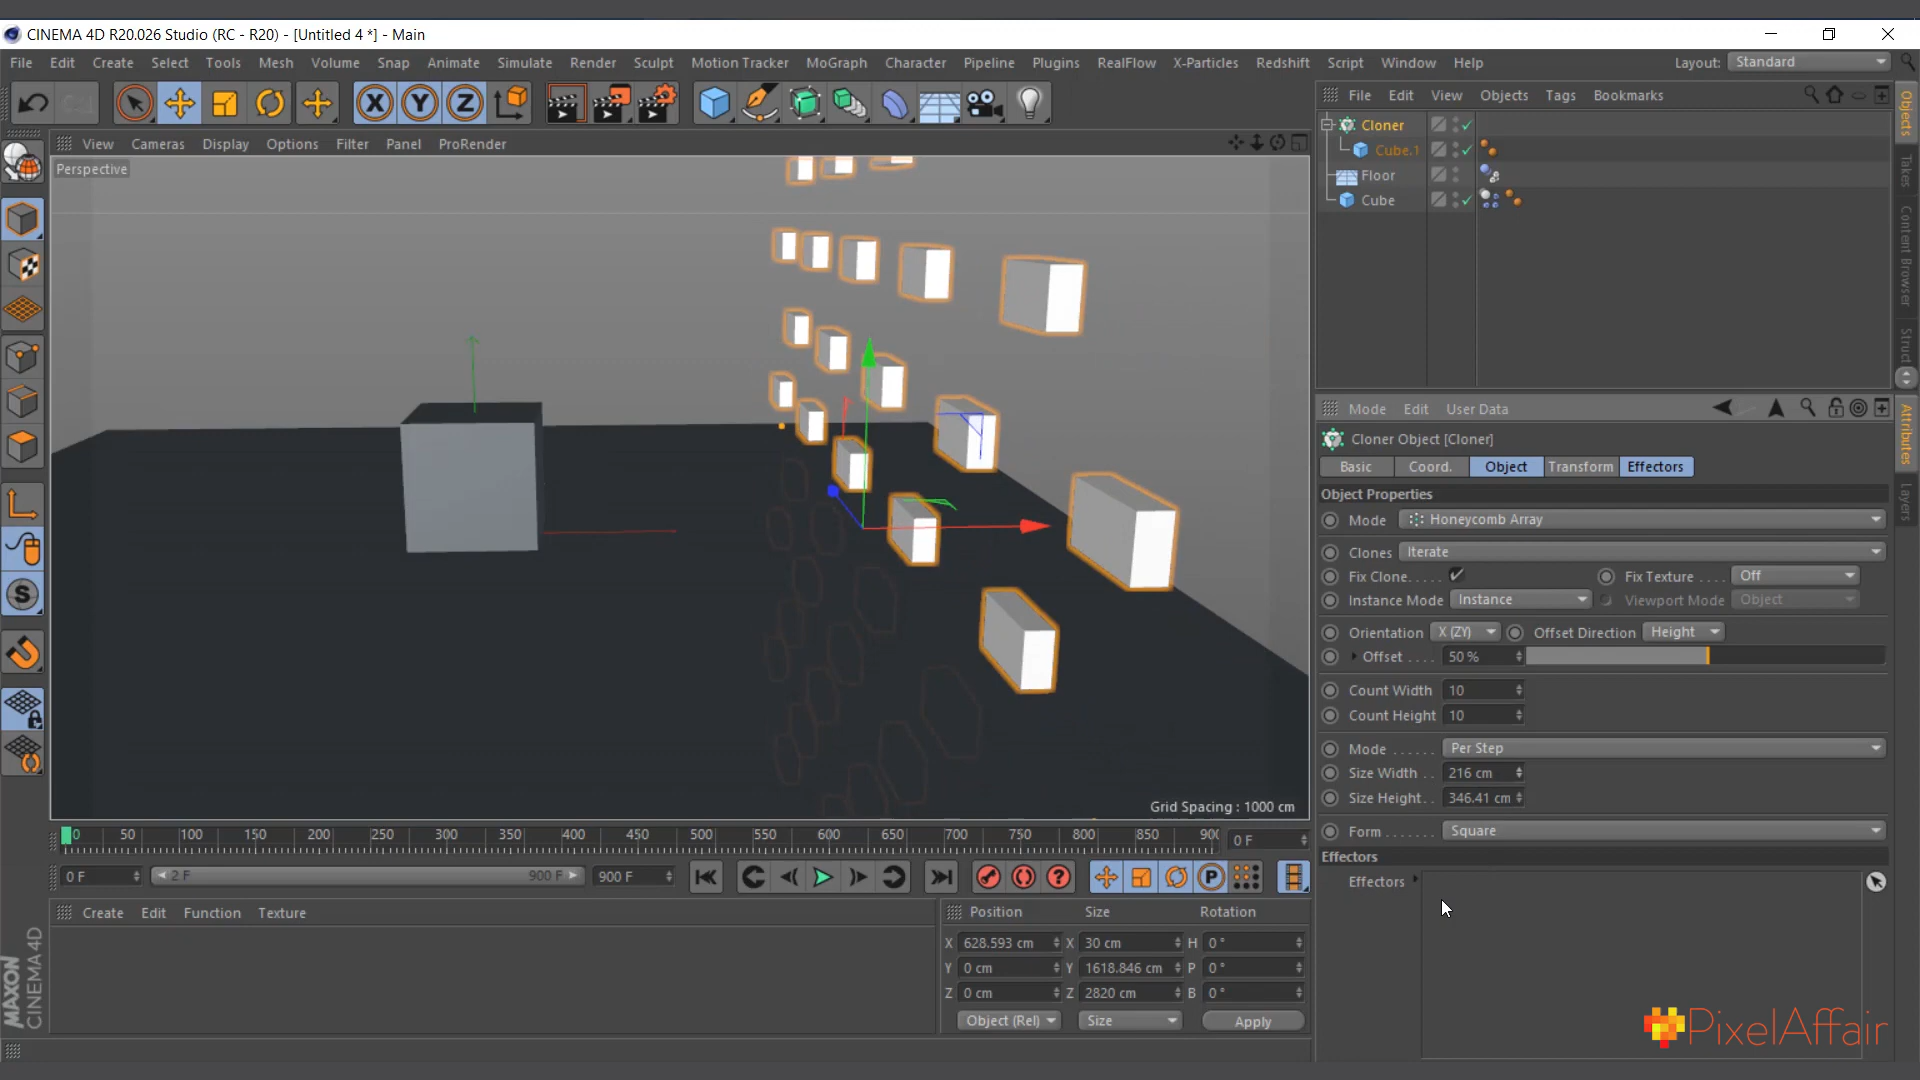 CINEMA 4D R20.026 Studio (RC - R20) - [Untitled 4 *] - Main
File Edit Create Select Tools Mesh Volume Snap Animate Simulate Render Sculpt Motion Tracker MoGraph Character Pipeline Plugins RealFlow X-Particles Redshift Script Window Help Layout: Standard
X Y Z
File Edit View Objects Tags Bookmarks
View Cameras Display Options Filter Panel ProRender
Perspective
Cloner
Cube.1
Floor
Cube
Objects
Takes
Content Browser
Struct
Attributes
Layers
Mode Edit User Data
Cloner Object [Cloner]
Basic Coord. Object Transform Effectors
Object Properties
Mode Honeycomb Array
Clones Iterate
Fix Clone..... Fix Texture .... Off
Instance Mode Instance Viewport Mode Object
Orientation X (ZY) Offset Direction Height
Offset .... 50 %
Count Width 10
Count Height 10
Mode ...... Per Step
Size Width .. 216 cm
Size Height.. 346.41 cm
Form ....... Square
Effectors
Effectors
S
Grid Spacing : 1000 cm
0 50 100 150 200 250 300 350 400 450 500 550 600 650 700 750 800 850 900 0 F
0 F 2 F 900 F 900 F ? P
Create Edit Function Texture
Position Size Rotation
X 628.593 cm X 30 cm H 0 °
Y 0 cm Y 1618.846 cm P 0 °
Z 0 cm Z 2820 cm B 0 °
Object (Rel) Size Apply
MAXON
CINEMA 4D
PixelAffair